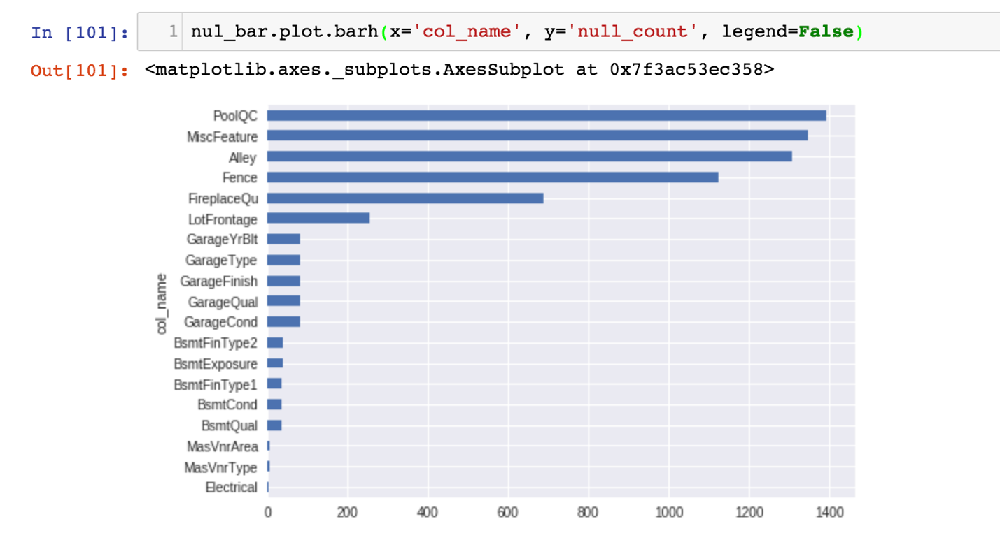 In [101]: 1 nul_bar.plot.barh(x='col_name', y='null_count', legend=False)
Out[101]: <matplotlib.axes._subplots.AxesSubplot at 0x7f3ac53ec358>
PoolQC
MiscFeature
Alley
Fence
FireplaceQu
LotFrontage
GarageYrBlt
GarageType
GarageFinish
GarageQual
GarageCond
BsmtFinType2
BsmtExposure
BsmtFinType1
BsmtCond
BsmtQual
MasVnrArea
MasVnrType
Electrical
col_name
0 200 400 600 800 1000 1200 1400